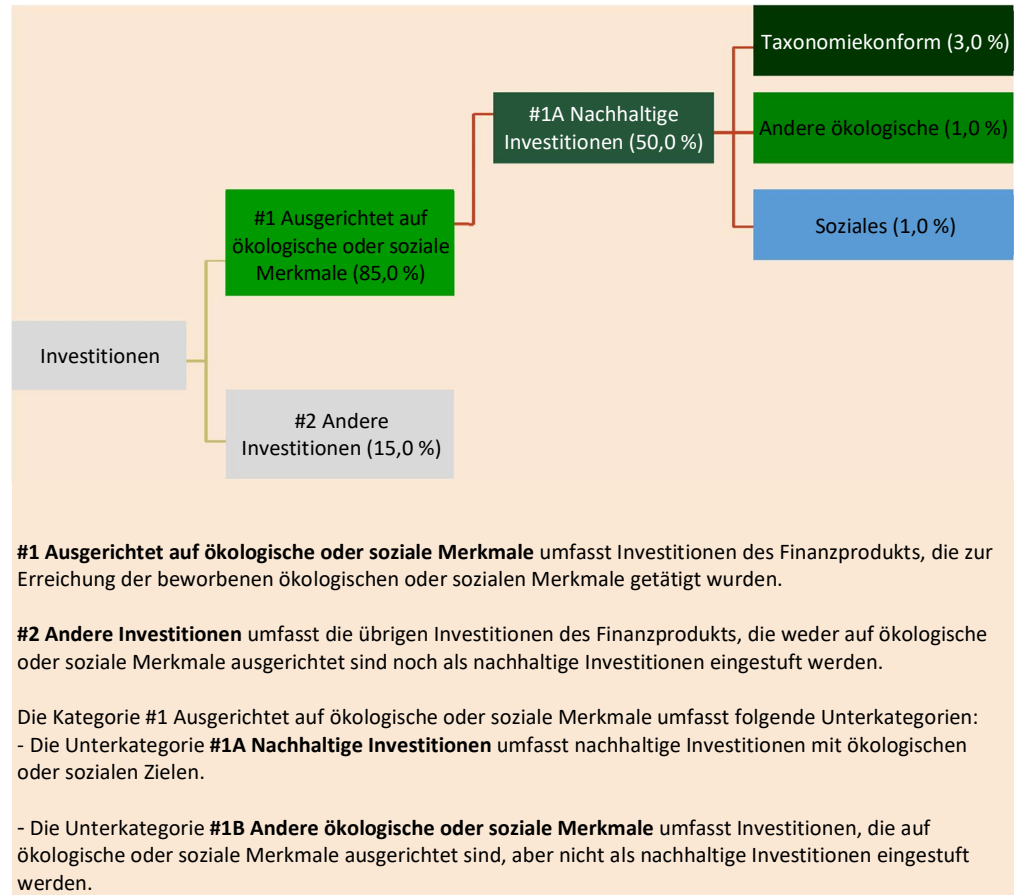 Taxonomiekonform (3,0 %)
#1A Nachhaltige
Investitionen (50,0 %)
Andere ökologische (1,0 %)
#1 Ausgerichtet auf
ökologische oder soziale
Merkmale (85,0 %)
Soziales (1,0 %)
Investitionen
#2 Andere
Investitionen (15,0 %)
#1 Ausgerichtet auf ökologische oder soziale Merkmale umfasst Investitionen des Finanzprodukts, die zur
Erreichung der beworbenen ökologischen oder sozialen Merkmale getätigt wurden.
#2 Andere Investitionen umfasst die übrigen Investitionen des Finanzprodukts, die weder auf ökologische
oder soziale Merkmale ausgerichtet sind noch als nachhaltige Investitionen eingestuft werden.
Die Kategorie #1 Ausgerichtet auf ökologische oder soziale Merkmale umfasst folgende Unterkategorien:
- Die Unterkategorie #1A Nachhaltige Investitionen umfasst nachhaltige Investitionen mit ökologischen
oder sozialen Zielen.
- Die Unterkategorie #1B Andere ökologische oder soziale Merkmale umfasst Investitionen, die auf
ökologische oder soziale Merkmale ausgerichtet sind, aber nicht als nachhaltige Investitionen eingestuft
werden.